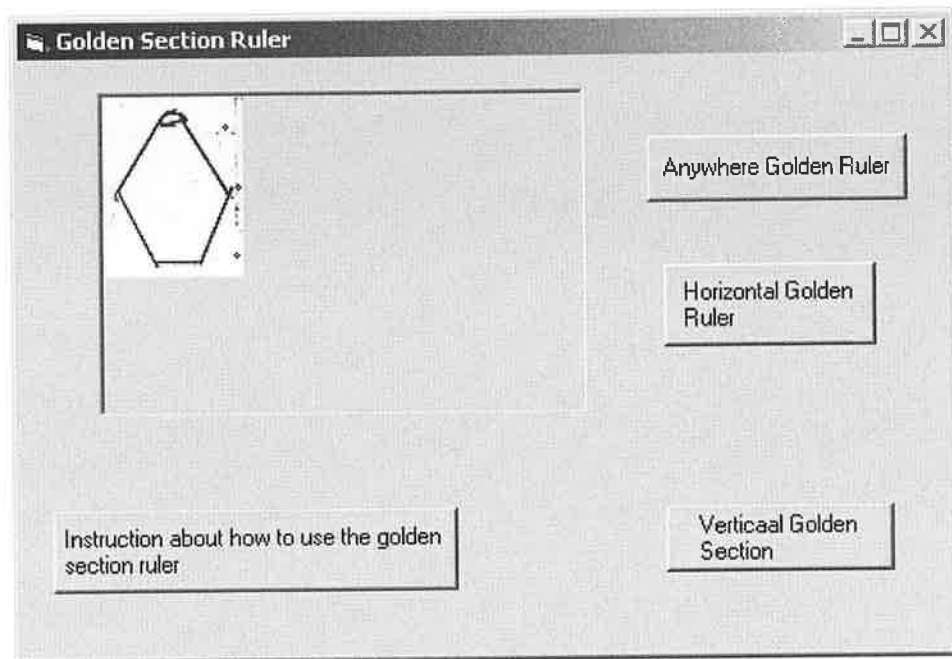 Golden Section Ruler
Anywhere Golden Ruler
Horizontal Golden
Ruler
Instruction about how to use the golden
section ruler
Verticaal Golden
Section